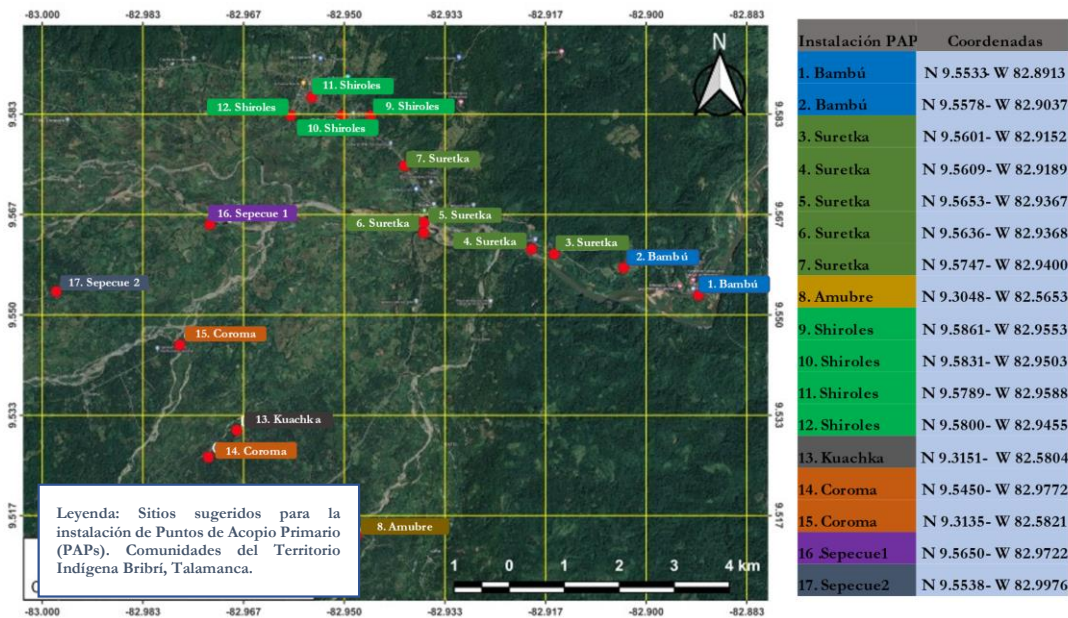 -83.000 -82.983 -82.967 -82.950 -82.933 -82.917 -82.900 -82.883
N
11. Shiroles
12. Shiroles
9. Shiroles
10. Shiroles
9.583
9.583
7. Suretka
16. Sepecue 1
5. Suretka
9.567
9.567
6. Suretka
4. Suretka
3. Suretka
2. Bambú
17. Sepecue 2
1. Bambú
9.550
9.550
15. Coroma
13. Kuachka
9.533
9.533
14. Coroma
9.517
9.517
8. Amubre
Leyenda: Sitios sugeridos para la
instalación de Puntos de Acopio Primario
(PAPs). Comunidades del Territorio
Indígena Bribrí, Talamanca.
1 0 1 2 3 4 km
-83.000 -82.983 -82.967 -82.950 -82.933 -82.917 -82.900 -82.883
Instalación PAP Coordenadas
1. Bambú N 9.5533- W 82.8913
2. Bambú N 9.5578- W 82.9037
3. Suretka N 9.5601- W 82.9152
4. Suretka N 9.5609- W 82.9189
5. Suretka N 9.5653- W 82.9367
6. Suretka N 9.5636- W 82.9368
7. Suretka N 9.5747- W 82.9400
8. Amubre N 9.3048- W 82.5653
9. Shiroles N 9.5861- W 82.9553
10. Shiroles N 9.5831- W 82.9503
11. Shiroles N 9.5789- W 82.9588
12. Shiroles N 9.5800- W 82.9455
13. Kuachka N 9.3151- W 82.5804
14. Coroma N 9.5450- W 82.9772
15. Coroma N 9.3135- W 82.5821
16 .Sepecue1 N 9.5650- W 82.9722
17. Sepecue2 N 9.5538- W 82.9976